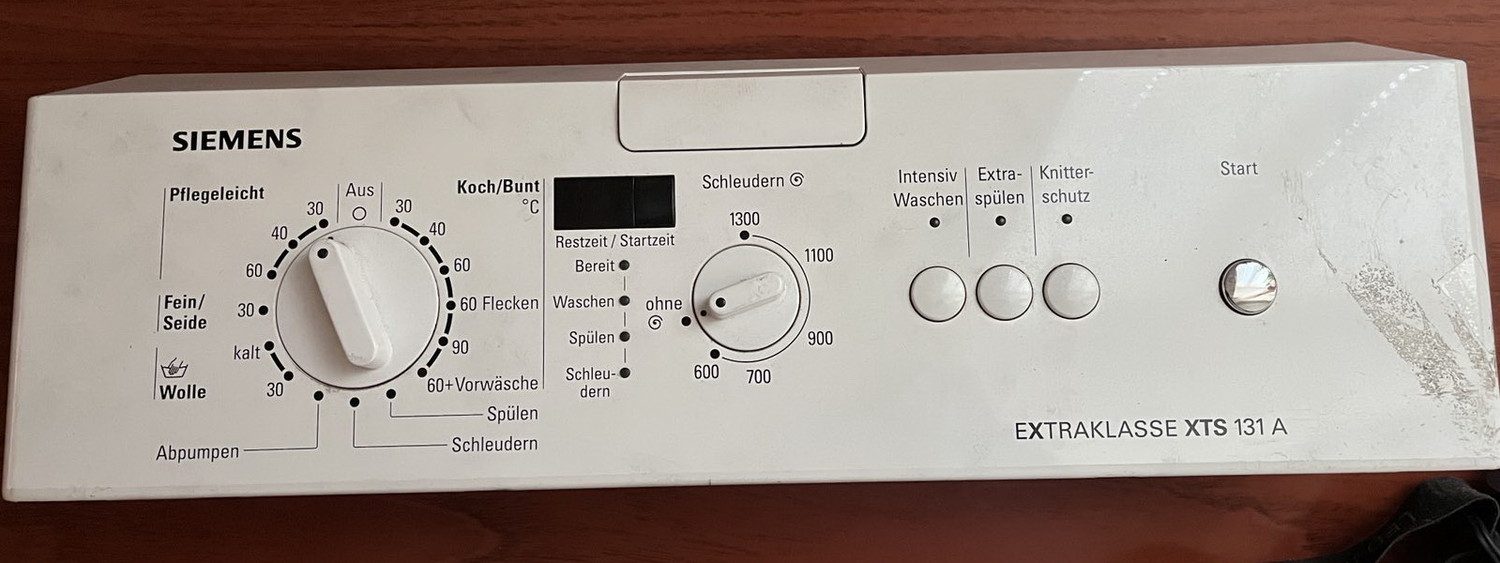 SIEMENS
Pflegeleicht
Aus
Koch/Bunt
°C
30
40
60
30
40
60
60 Flecken
90
60+Vorwäsche
Fein/
Seide
30
kalt
Wolle
30
Abpumpen
Schleudern
Spülen
Restzeit / Startzeit
Bereit
Waschen
Spülen
Schleu-
dern
Schleudern
1300
1100
900
700
600
ohne
Intensiv
Waschen
Extra-
spülen
Knitter-
schutz
Start
EXTRAKLASSE XTS 131 A